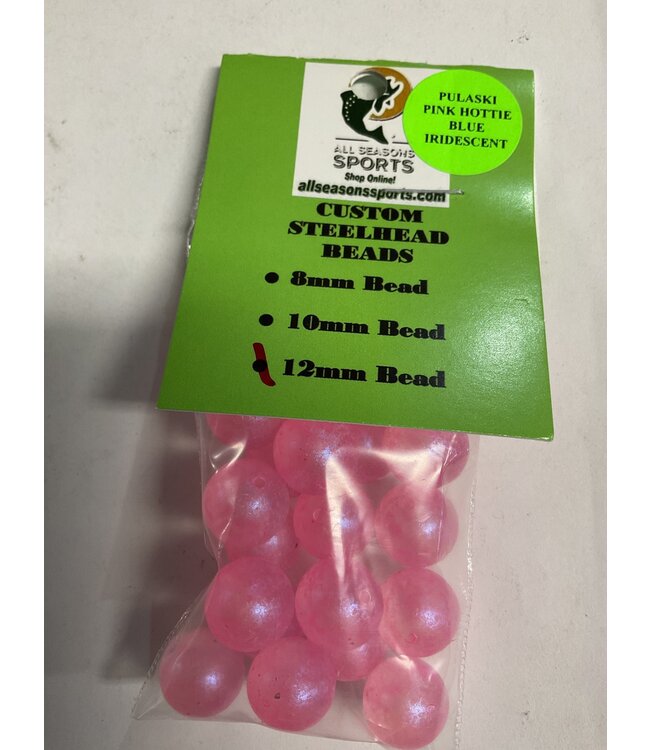 PULASKI
PINK HOTTIE
BLUE
IRIDESCENT
ALL SEASONS
SPORTS
Shop Online!
allseasonssports.com
CUSTOM
STEELHEAD
BEADS
8mm Bead
10mm Bead
12mm Bead